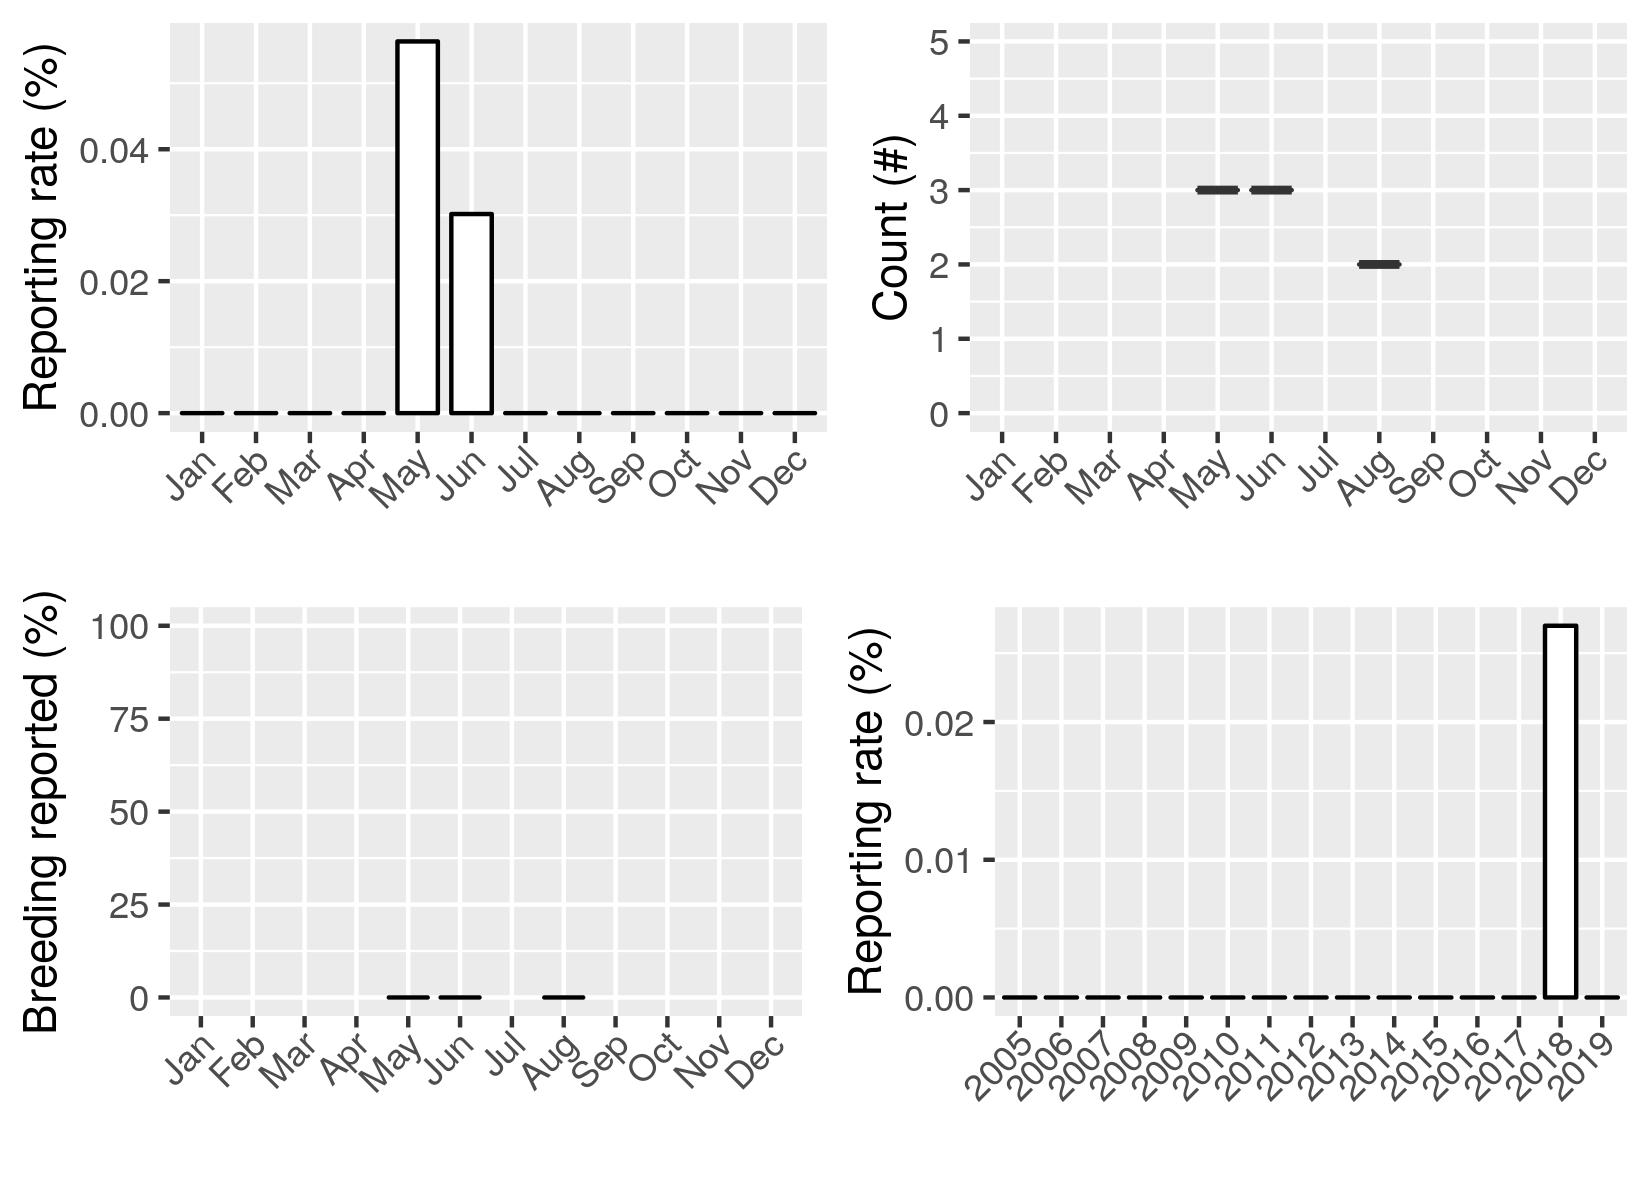 Reporting rate (%)
0.04
0.02
0.00
Jan Feb Mar Apr May Jun Jul Aug Sep Oct Nov Dec
Count (#)
5
4
3
2
1
0
Jan Feb Mar Apr May Jun Jul Aug Sep Oct Nov Dec
Breeding reported (%)
100
75
50
25
0
Jan Feb Mar Apr May Jun Jul Aug Sep Oct Nov Dec
Reporting rate (%)
0.02
0.01
0.00
2005 2006 2007 2008 2009 2010 2011 2012 2013 2014 2015 2016 2017 2018 2019